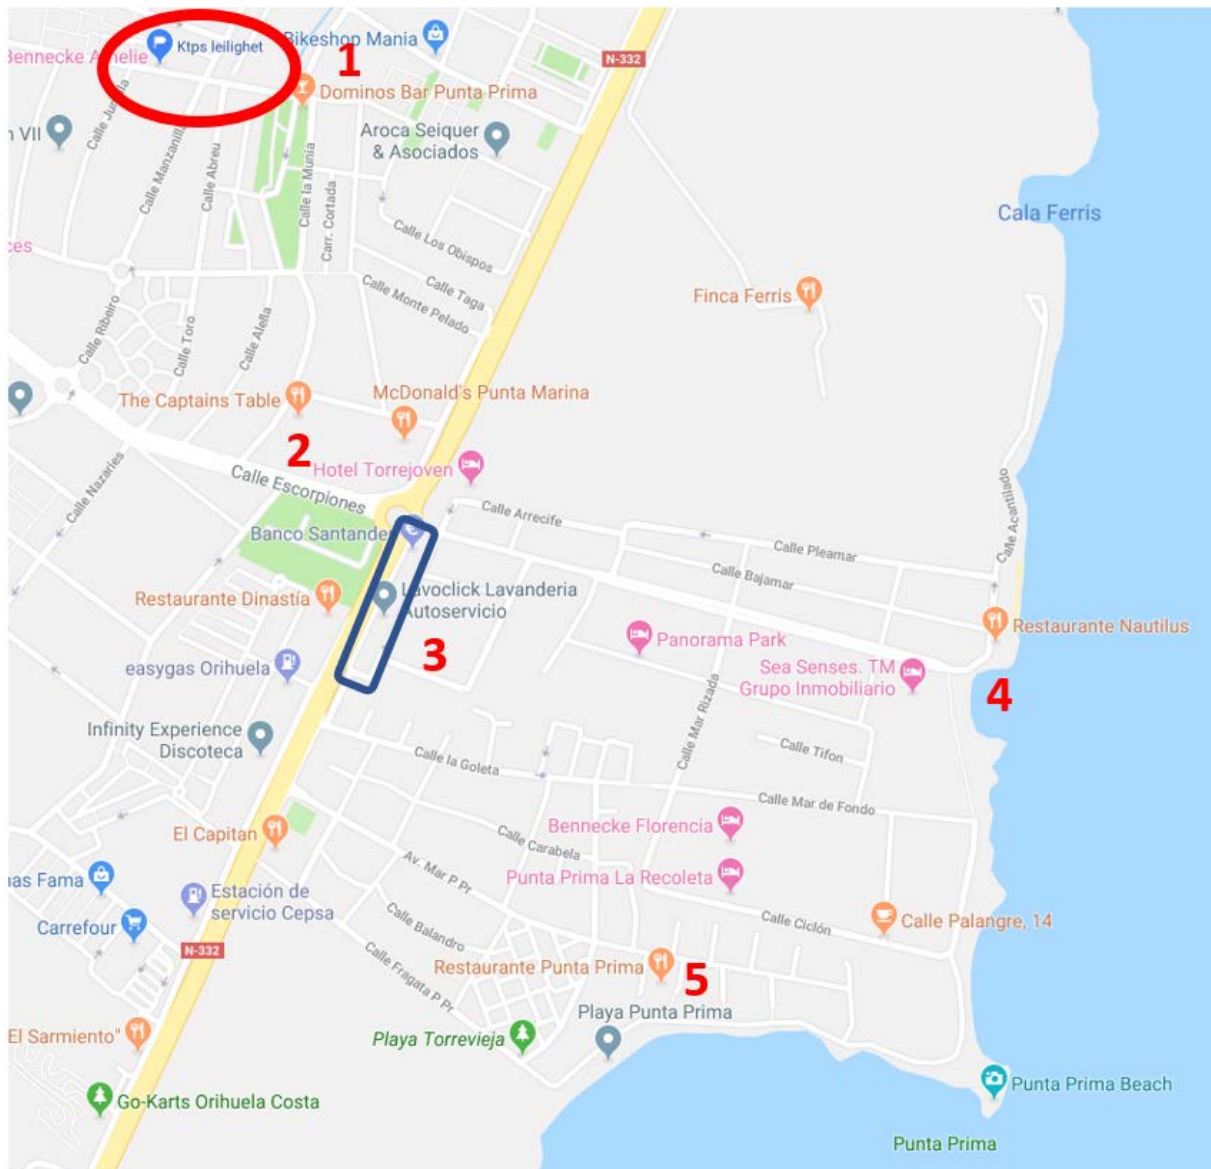 Ktps leilighet
Bennecke Amelie
Bikeshop Mania
1
N-332
Dominos Bar Punta Prima
Calle Jumilla
n VII
Aroca Seiquer
& Asociados
Calle Manzanilla
Calle Abreu
Calle la Munia
Carr. Cortada
Cala Ferris
ces
Calle Los Obispos
Calle Taga
Calle Monte Pelado
Finca Ferris
Calle Ribeiro
Calle Toro
Calle Alella
The Captains Table
McDonald's Punta Marina
2
Hotel Torrejoven
Calle Escorpiones
Calle Nazaries
Calle Arrecife
Calle Acantilado
Banco Santander
Calle Pleamar
Calle Bajamar
Restaurante Dinastía
Lavoclick Lavanderia
Autoservicio
Restaurante Nautilus
3
Panorama Park
easygas Orihuela
Sea Senses. TM
Grupo Inmobiliario
4
Calle Mar Rizada
Infinity Experience
Discoteca
Calle la Goleta
Calle Tifon
Calle Mar de Fondo
El Capitan
Bennecke Florencia
Calle Carabela
Av. Mar P Pr
nas Fama
Punta Prima La Recoleta
Estación de
servicio Cepsa
Carrefour
Calle Balandro
Calle Ciclón
Calle Palangre, 14
N-332
Calle Fragata P Pr
Restaurante Punta Prima
5
Playa Punta Prima
El Sarmiento"
Playa Torrevieja
Punta Prima Beach
Go-Karts Orihuela Costa
Punta Prima